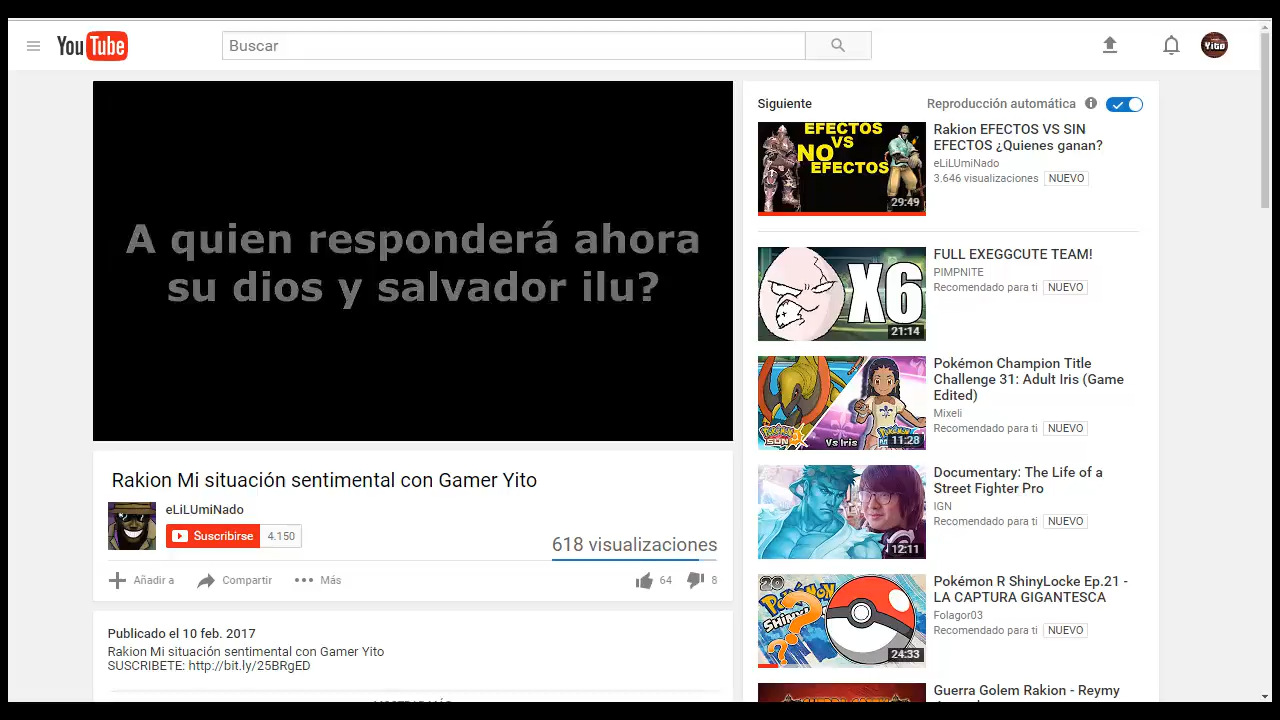 YouTube
Buscar
Yito
A quien responderá ahora
su dios y salvador ilu?
Rakion Mi situación sentimental con Gamer Yito
eLiLUmiNado
Suscribirse
4.150
618 visualizaciones
Añadir a
Compartir
Más
64
8
Publicado el 10 feb. 2017
Rakion Mi situación sentimental con Gamer Yito
SUSCRIBETE: http://bit.ly/25BRgED
Siguiente
Reproducción automática
EFECTOS
VS
NO
EFECTOS
29:49
Rakion EFECTOS VS SIN
EFECTOS ¿Quienes ganan?
eLiLUmiNado
3.646 visualizaciones NUEVO
X6
21:14
FULL EXEGGCUTE TEAM!
PIMPNITE
Recomendado para ti NUEVO
Vs Iris
11:28
Pokémon Champion Title
Challenge 31: Adult Iris (Game
Edited)
Mixeli
Recomendado para ti NUEVO
12:11
Documentary: The Life of a
Street Fighter Pro
IGN
Recomendado para ti NUEVO
20
24:33
Pokémon R ShinyLocke Ep.21 -
LA CAPTURA GIGANTESCA
Folagor03
Recomendado para ti NUEVO
Guerra Golem Rakion - Reymy